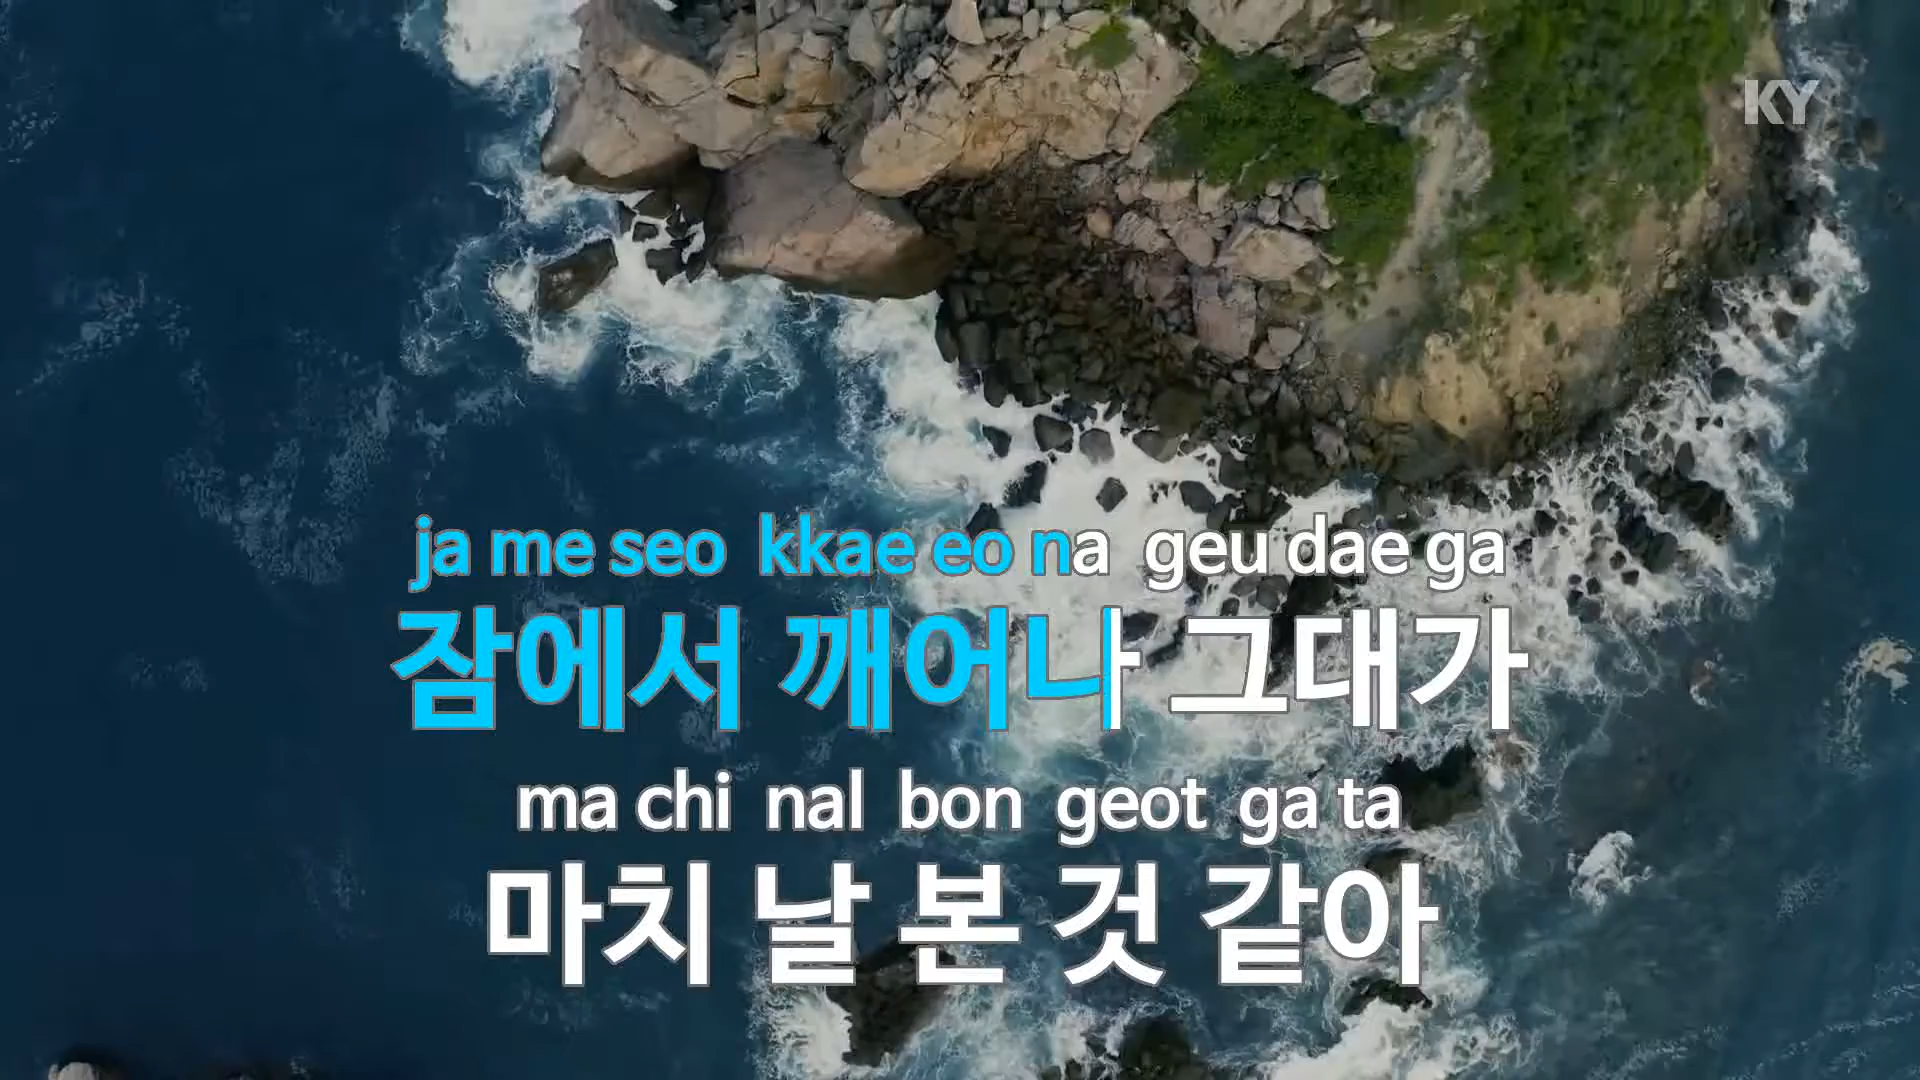 KY
ja me seo kkae eo na geu dae ga
잠에서 깨어나 그대가
ma chi nal bon geot ga ta
마치 날 본 것 같아